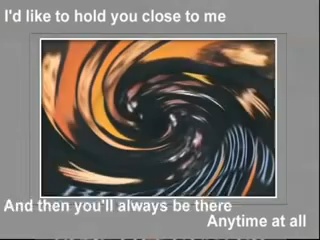 I'd like to hold you close to me
And then you'll always be there
Anytime at all